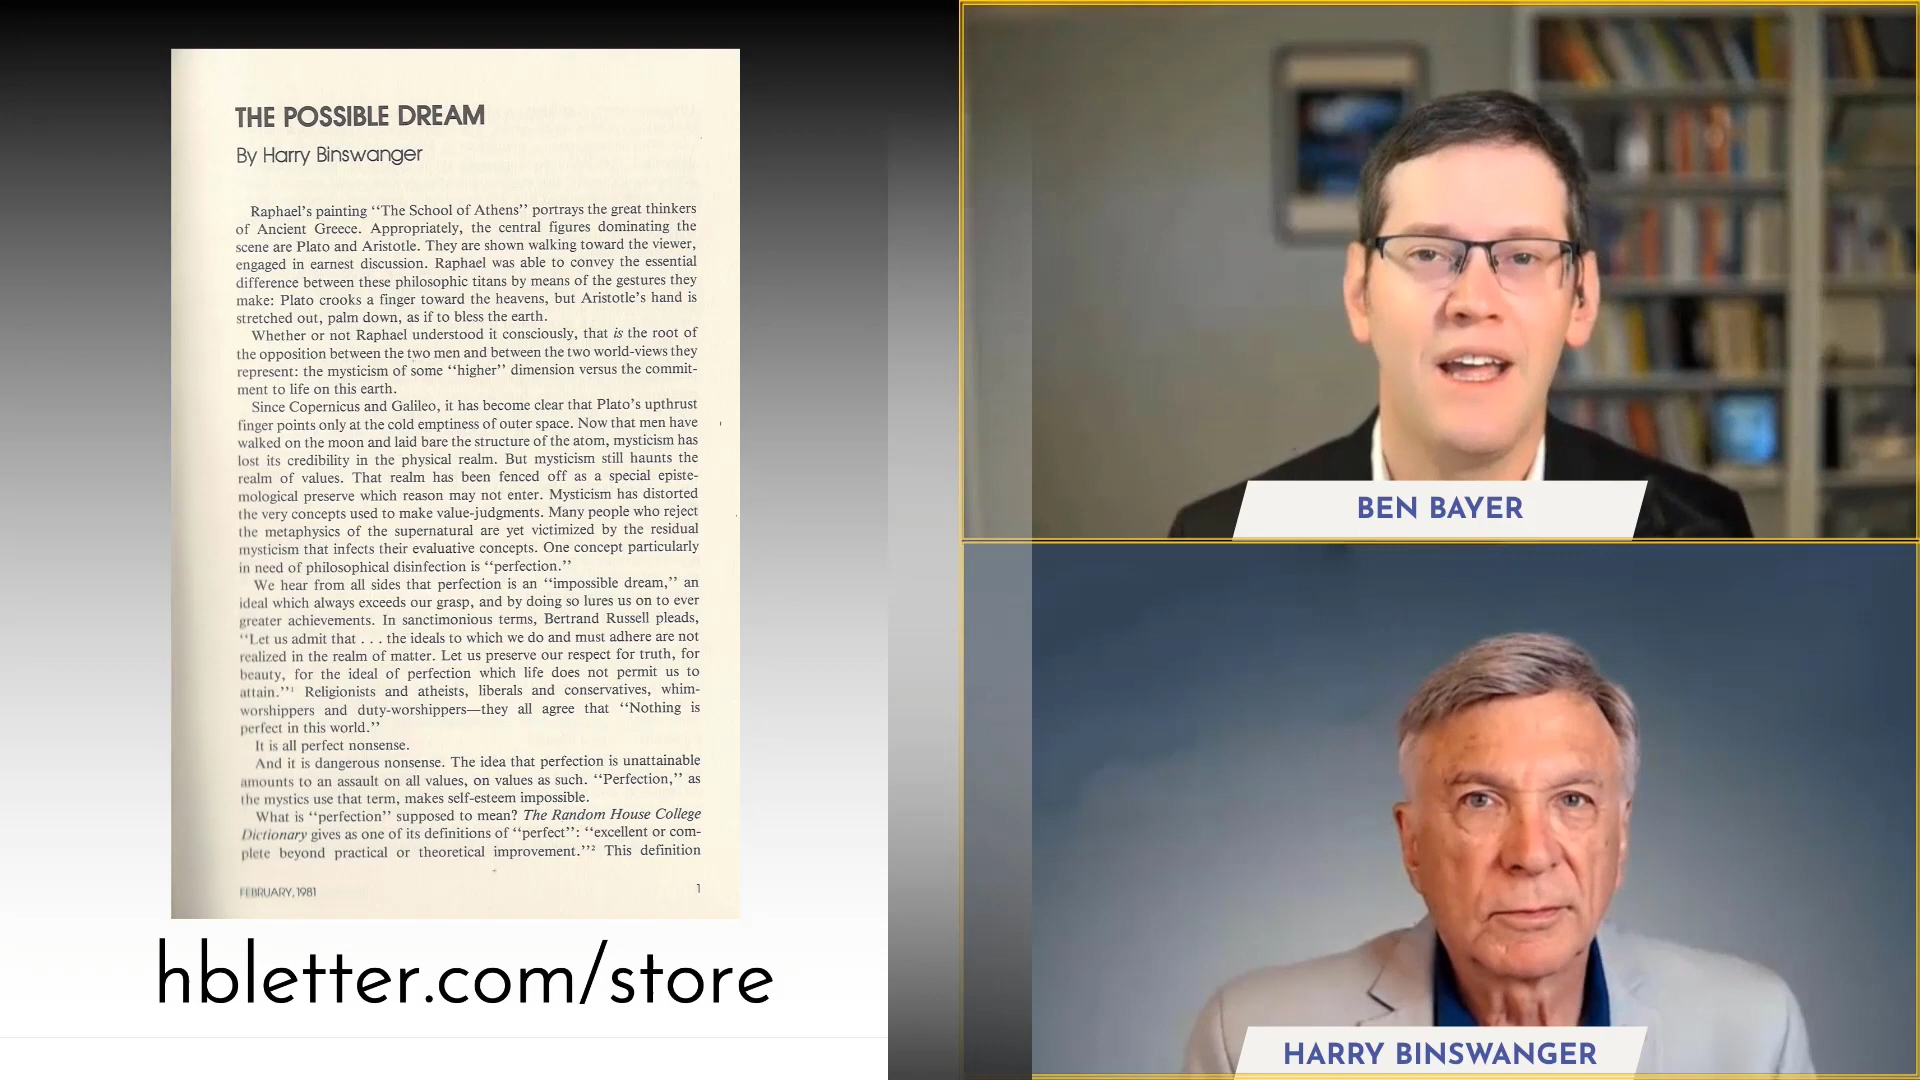 THE POSSIBLE DREAM
By Harry Binswanger
Raphael's painting ‘‘The School of Athens’’ portrays the great thinkers
of Ancient Greece. Appropriately, the central figures dominating the
scene are Plato and Aristotle. They are shown walking toward the viewer,
engaged in earnest discussion. Raphael was able to convey the essential
difference between these philosophic titans by means of the gestures they
make: Plato crooks a finger toward the heavens, but Aristotle's hand is
stretched out, palm down, as if to bless the earth.
Whether or not Raphael understood it consciously, that is the root of
the opposition between the two men and between the two world-views they
represent: the mysticism of some ‘‘higher’’ dimension versus the commit-
ment to life on this earth.
Since Copernicus and Galileo, it has become clear that Plato's upthrust
finger points only at the cold emptiness of outer space. Now that men have
walked on the moon and laid bare the structure of the atom, mysticism has
lost its credibility in the physical realm. But mysticism still haunts the
realm of values. That realm has been fenced off as a special episte-
mological preserve which reason may not enter. Mysticism has distorted
the very concepts used to make value-judgments. Many people who reject
the metaphysics of the supernatural are yet victimized by the residual
mysticism that infects their evaluative concepts. One concept particularly
in need of philosophical disinfection is ‘‘perfection.’’
We hear from all sides that perfection is an ‘‘impossible dream,’’ an
ideal which always exceeds our grasp, and by doing so lures us on to ever
greater achievements. In sanctimonious terms, Bertrand Russell pleads,
‘‘Let us admit that . . . the ideals to which we do and must adhere are not
realized in the realm of matter. Let us preserve our respect for truth, for
beauty, for the ideal of perfection which life does not permit us to
attain.’’¹ Religionists and atheists, liberals and conservatives, whim-
worshippers and duty-worshippers—they all agree that ‘‘Nothing is
perfect in this world.’’
It is all perfect nonsense.
And it is dangerous nonsense. The idea that perfection is unattainable
amounts to an assault on all values, on values as such. ‘‘Perfection,’’ as
the mystics use that term, makes self-esteem impossible.
What is ‘‘perfection’’ supposed to mean? The Random House College
Dictionary gives as one of its definitions of ‘‘perfect’’: ‘‘excellent or com-
plete beyond practical or theoretical improvement.’’² This definition
FEBRUARY, 1981 1
hbletter.com/store
BEN BAYER
HARRY BINSWANGER